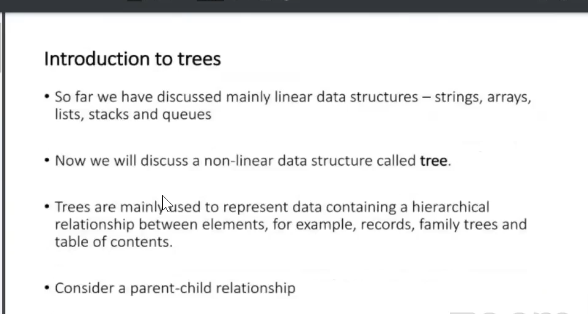 Introduction to trees
• So far we have discussed mainly linear data structures – strings, arrays,
lists, stacks and queues
• Now we will discuss a non-linear data structure called tree.
• Trees are mainly used to represent data containing a hierarchical
relationship between elements, for example, records, family trees and
table of contents.
• Consider a parent-child relationship